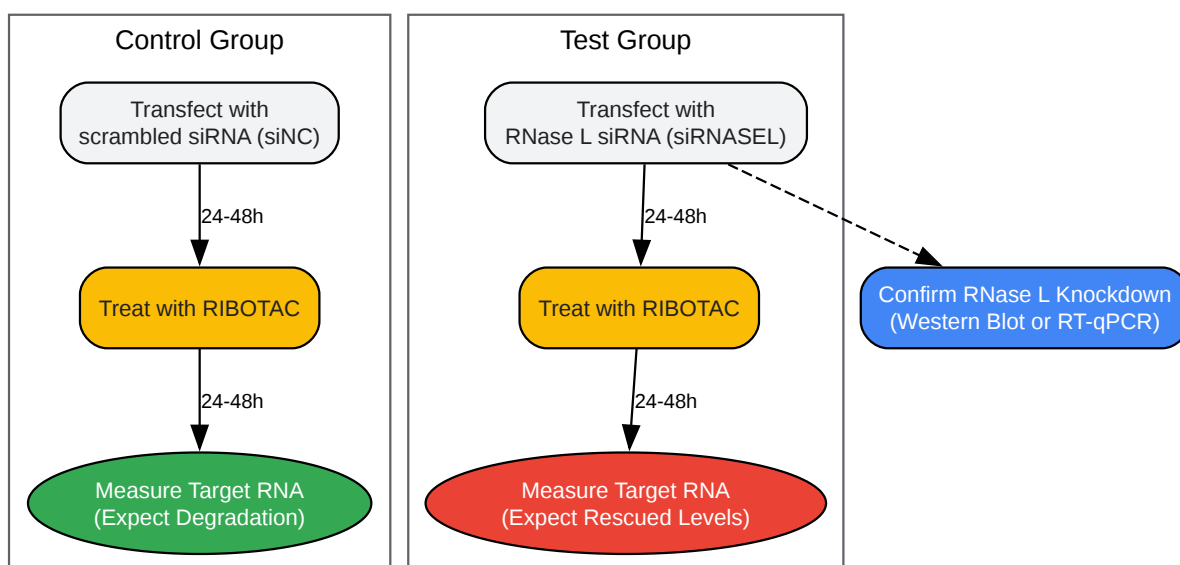 Control Group
Transfect with
scrambled siRNA (siNC)
24-48h
Treat with RIBOTAC
24-48h
Measure Target RNA
(Expect Degradation)
Test Group
Transfect with
RNase L siRNA (siRNASEL)
24-48h
Treat with RIBOTAC
24-48h
Measure Target RNA
(Expect Rescued Levels)
Confirm RNase L Knockdown
(Western Blot or RT-qPCR)